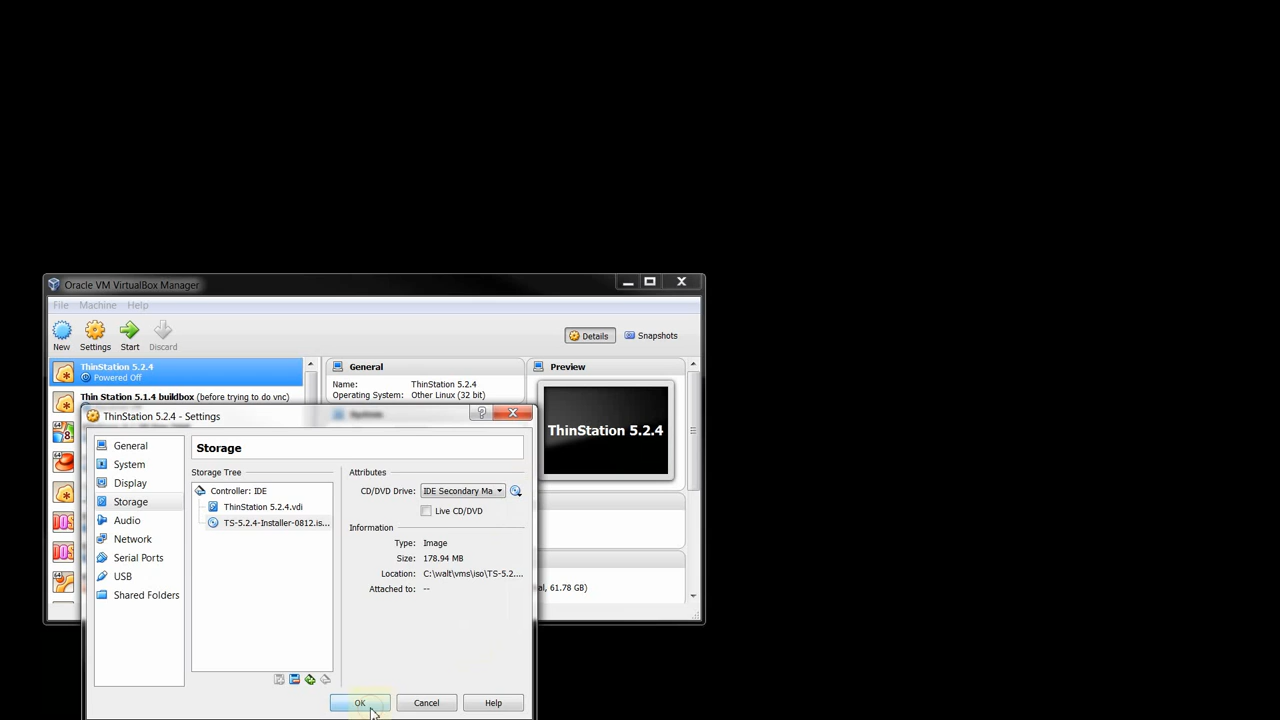 Oracle VM VirtualBox Manager
File Machine Help
New Settings Start Discard
Details Snapshots
ThinStation 5.2.4
Powered Off
Thin Station 5.1.4 buildbox (before trying to do vnc)
General
Name: ThinStation 5.2.4
Operating System: Other Linux (32 bit)
Preview
ThinStation 5.2.4
al, 61.78 GB)
ThinStation 5.2.4 - Settings
General
System
Display
Storage
Audio
Network
Serial Ports
USB
Shared Folders
Storage
Storage Tree
Controller: IDE
ThinStation 5.2.4.vdi
TS-5.2.4-Installer-0812.is...
Attributes
CD/DVD Drive: IDE Secondary Ma
Live CD/DVD
Information
Type: Image
Size: 178.94 MB
Location: C:\walt\vms\iso\TS-5.2....
Attached to: --
OK Cancel Help